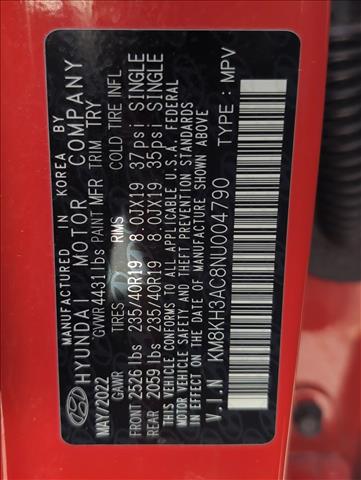 MANUFACTURED IN KOREA BY
HYUNDAI MOTOR COMPANY
MAY/2022 GVWR 4431 lbs PAINT MFR TRIM TRY
GAWR TIRES RIMS COLD TIRE INFL
FRONT 2526 lbs 235/40R19 8.0JX19 37psi SINGLE
REAR 2059 lbs 235/40R19 8.0JX19 35psi SINGLE
THIS VEHICLE CONFORMS TO ALL APPLICABLE U.S.A. FEDERAL
MOTOR VEHICLE SAFETY AND THEFT PREVENTION
STANDARDS IN EFFECT ON THE DATE OF MANUFACTURE SHOWN ABOVE
V.I.N : KM8KH3AC8NU004790 TYPE : MPV